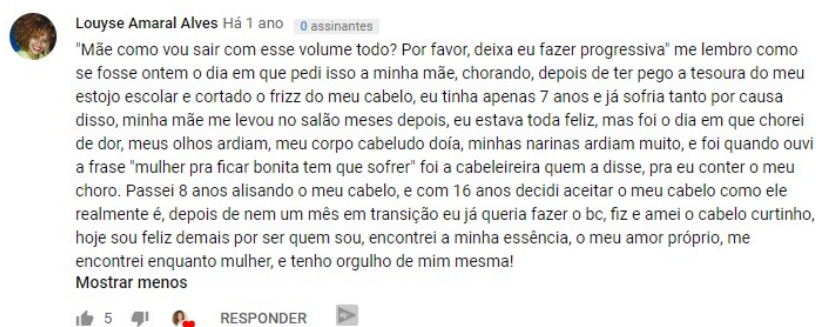 Louyse Amaral Alves Há 1 ano 0 assinantes
"Mãe como vou sair com esse volume todo? Por favor, deixa eu fazer progressiva" me lembro como
se fosse ontem o dia em que pedi isso a minha mãe, chorando, depois de ter pego a tesoura do meu
estojo escolar e cortado o frizz do meu cabelo, eu tinha apenas 7 anos e já sofria tanto por causa
disso, minha mãe me levou no salão meses depois, eu estava toda feliz, mas foi o dia em que chorei
de dor, meus olhos ardiam, meu corpo cabeludo doía, minhas narinas ardiam muito, e foi quando ouvi
a frase "mulher pra ficar bonita tem que sofrer" foi a cabeleireira quem a disse, pra eu conter o meu
choro. Passei 8 anos alisando o meu cabelo, e com 16 anos decidi aceitar o meu cabelo como ele
realmente é, depois de nem um mês em transição eu já queria fazer o bc, fiz e amei o cabelo curtinho,
hoje sou feliz demais por ser quem sou, encontrei a minha essência, o meu amor próprio, me
encontrei enquanto mulher, e tenho orgulho de mim mesma!
Mostrar menos
5 RESPONDER